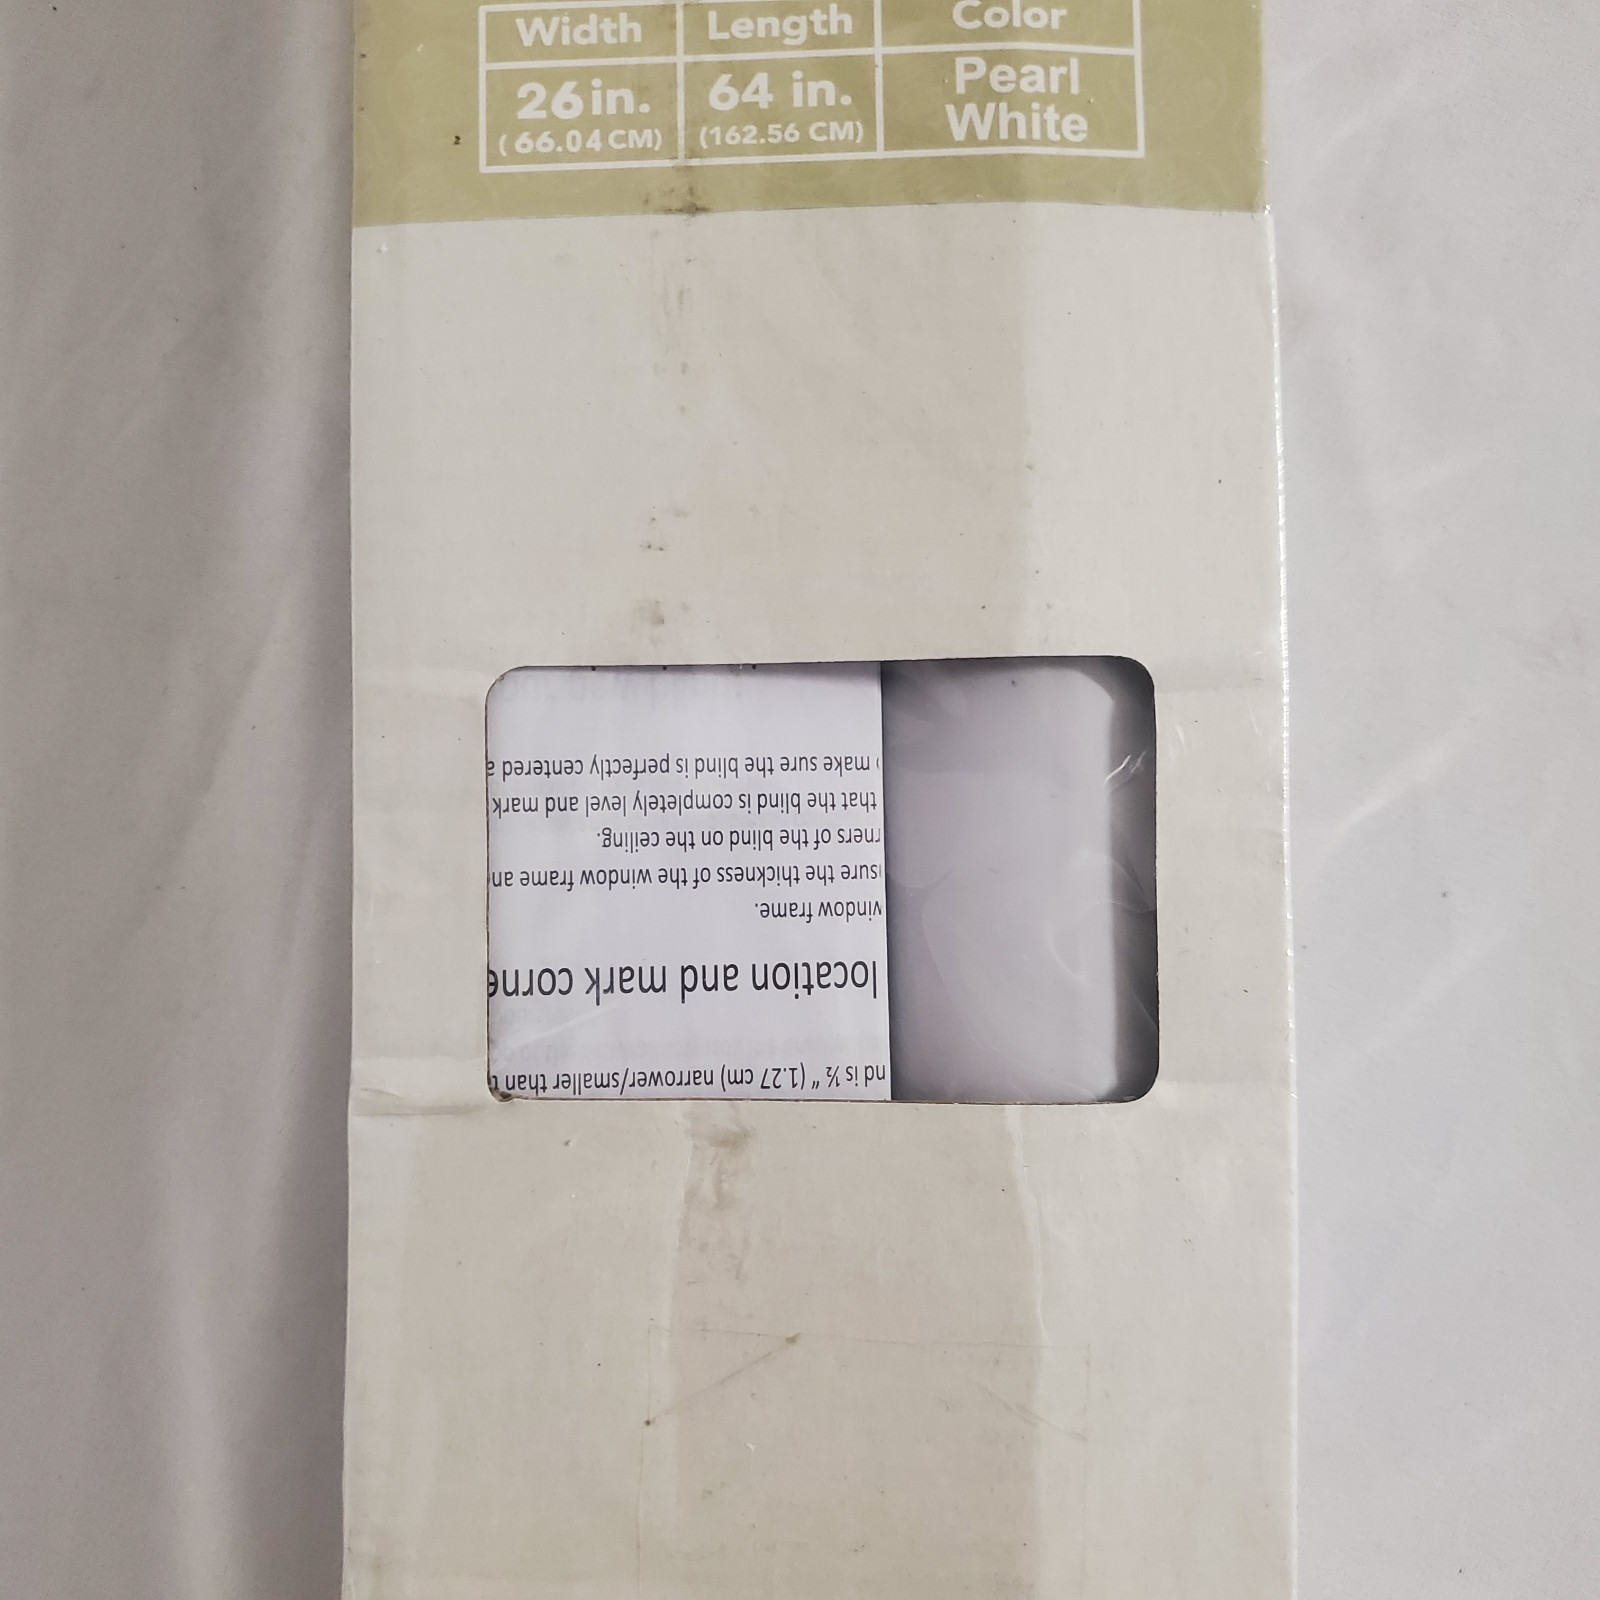 Width Length Color
26 in. 64 in. Pearl White
(66.04 CM) (162.56 CM)
nd is ½ " (1.27 cm) narrower/smaller than
location and mark corne
window frame.
sure the thickness of the window frame an
rners of the blind on the ceiling.
that the blind is completely level and mark
make sure the blind is perfectly centered a